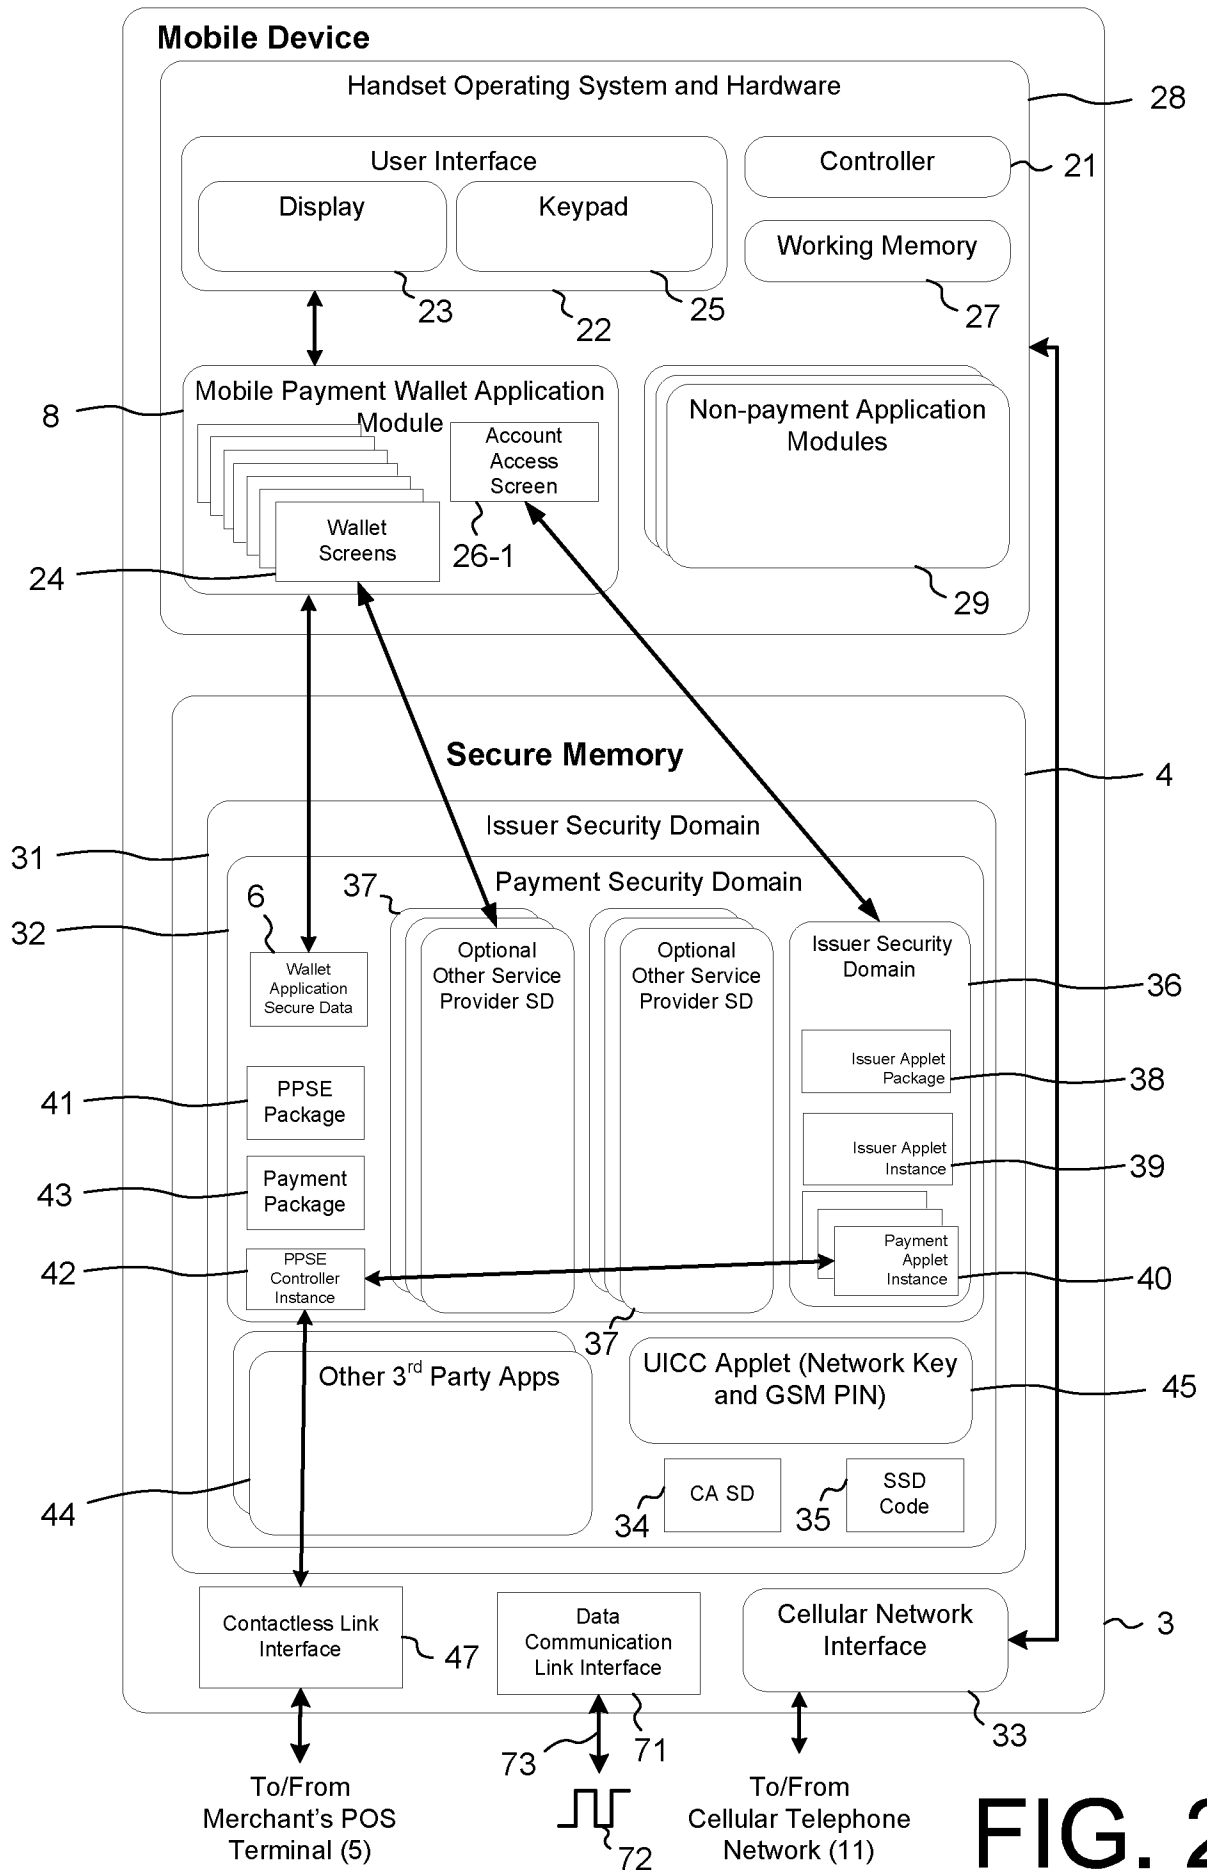 Mobile Device
Handset Operating System and Hardware
28
User Interface
Controller
21
Display
Keypad
Working Memory
23
22
25
27
8
Mobile Payment Wallet Application
Module
Non-payment Application
Modules
Account
Access
Screen
Wallet
Screens
26-1
24
29
Secure Memory
4
Issuer Security Domain
31
Payment Security Domain
37
6
32
Wallet
Application
Secure Data
Optional
Other Service
Provider SD
Optional
Other Service
Provider SD
Issuer Security
Domain
36
Issuer Applet
Package
38
41
PPSE
Package
Issuer Applet
Instance
39
43
Payment
Package
42
PPSE
Controller
Instance
Payment
Applet
Instance
40
37
Other 3rd Party Apps
UICC Applet (Network Key
and GSM PIN)
45
44
34
CA SD
35
SSD
Code
Contactless Link
Interface
47
Data
Communication
Link Interface
Cellular Network
Interface
3
73
71
33
To/From
Merchant's POS
Terminal (5)
72
To/From
Cellular Telephone
Network (11)
FIG. 2